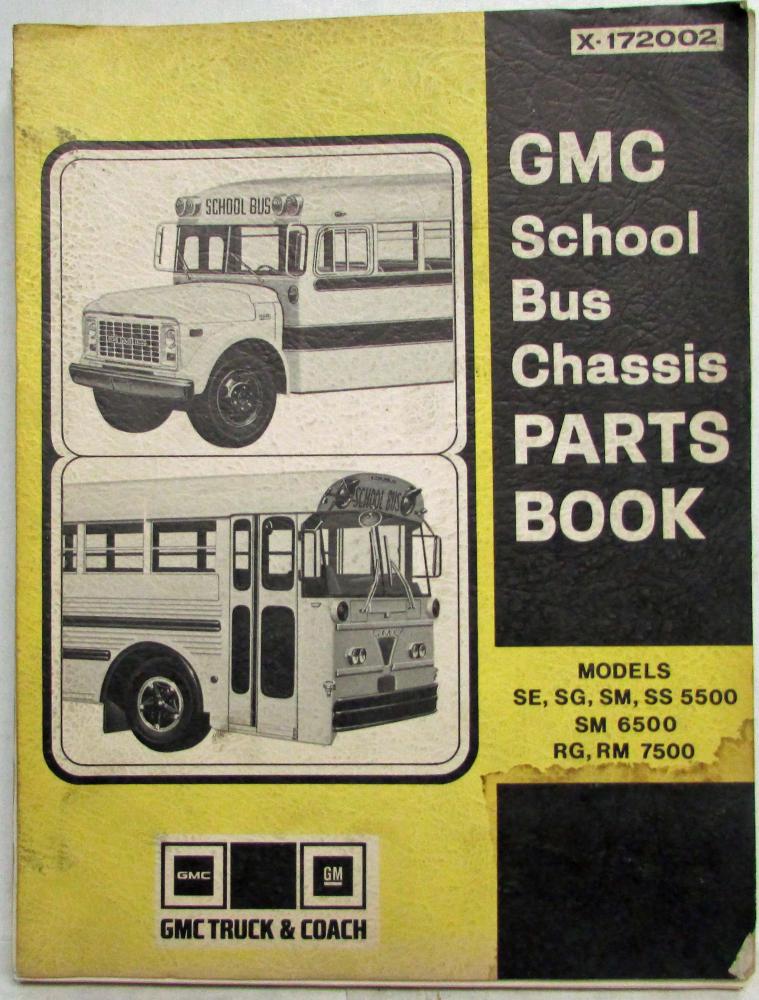 X-172002
GMC
School
Bus
Chassis
PARTS
BOOK
SCHOOL BUS
SCHOOL BUS
GMC
MODELS
SE, SG, SM, SS 5500
SM 6500
RG, RM 7500
GMC
GM
GMC TRUCK & COACH